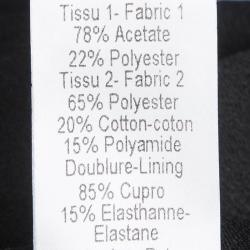 Tissu 1- Fabric 1
78% Acetate
22% Polyester
Tissu 2- Fabric 2
65% Polyester
20% Cotton-coton
15% Polyamide
Doublure-Lining
85% Cupro
15% Elasthanne-
Elastane